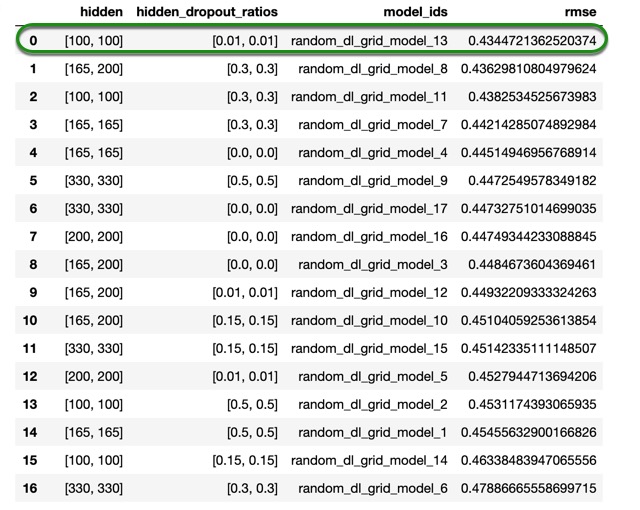 hidden hidden_dropout_ratios model_ids rmse
0 [100, 100] [0.01, 0.01] random_dl_grid_model_13 0.4344721362520374
1 [165, 200] [0.3, 0.3] random_dl_grid_model_8 0.43629810804979624
2 [100, 100] [0.3, 0.3] random_dl_grid_model_11 0.4382534525673983
3 [165, 165] [0.3, 0.3] random_dl_grid_model_7 0.44214285074892984
4 [165, 165] [0.0, 0.0] random_dl_grid_model_4 0.44514946956768914
5 [330, 330] [0.5, 0.5] random_dl_grid_model_9 0.4472549578349182
6 [330, 330] [0.0, 0.0] random_dl_grid_model_17 0.44732751014699035
7 [200, 200] [0.0, 0.0] random_dl_grid_model_16 0.44749344233088845
8 [165, 200] [0.0, 0.0] random_dl_grid_model_3 0.4484673604369461
9 [165, 200] [0.01, 0.01] random_dl_grid_model_12 0.44932209333324263
10 [165, 200] [0.15, 0.15] random_dl_grid_model_10 0.45104059253613854
11 [330, 330] [0.15, 0.15] random_dl_grid_model_15 0.45142335111148507
12 [200, 200] [0.01, 0.01] random_dl_grid_model_5 0.4527944713694206
13 [100, 100] [0.5, 0.5] random_dl_grid_model_2 0.4531174393065935
14 [165, 165] [0.5, 0.5] random_dl_grid_model_1 0.45455632900166826
15 [100, 100] [0.15, 0.15] random_dl_grid_model_14 0.46338483947065556
16 [330, 330] [0.3, 0.3] random_dl_grid_model_6 0.47886665558699715